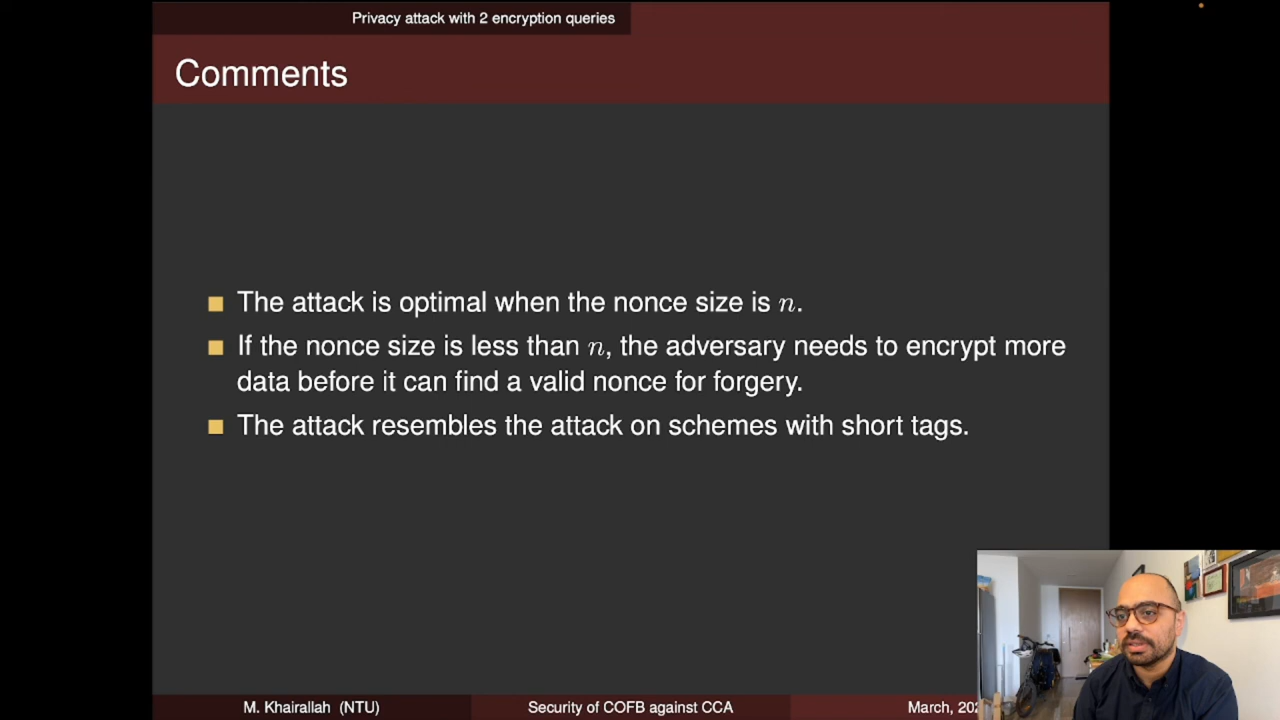 Privacy attack with 2 encryption queries
Comments
The attack is optimal when the nonce size is n.
If the nonce size is less than n, the adversary needs to encrypt more
data before it can find a valid nonce for forgery.
The attack resembles the attack on schemes with short tags.
M. Khairallah (NTU) Security of COFB against CCA March,